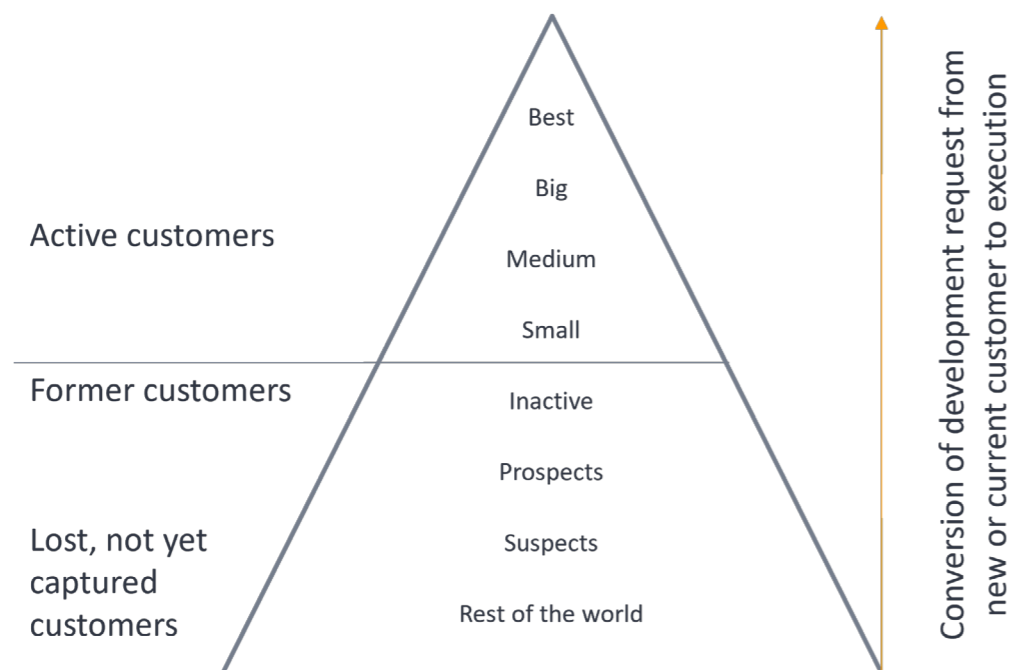 Best
Big
Active customers
Medium
Small
Former customers
Inactive
Prospects
Lost, not yet
captured
customers
Suspects
Rest of the world
Conversion of development request from
new or current customer to execution